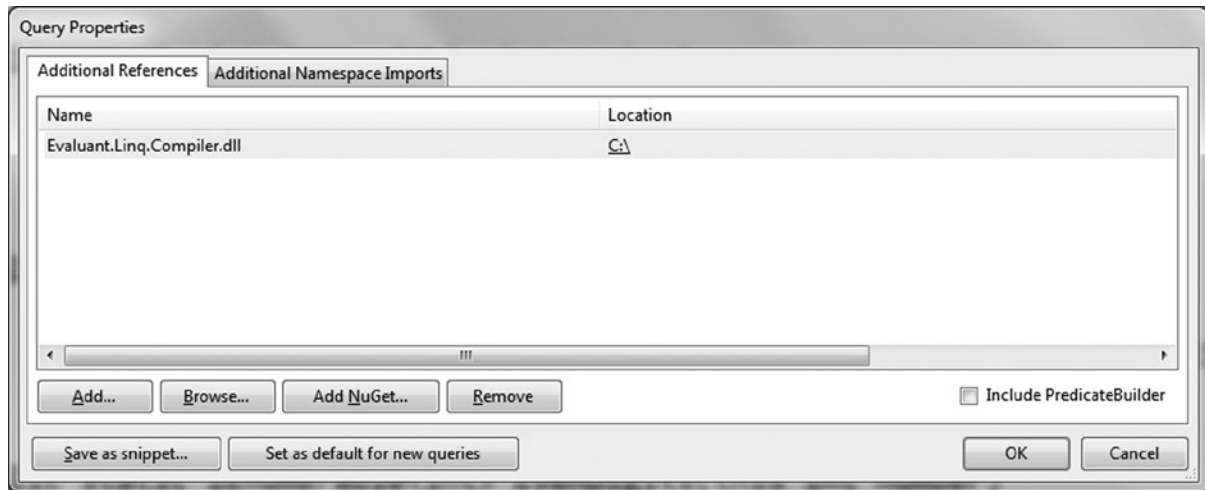 Query Properties
Additional References Additional Namespace Imports
Name Location
Evaluant.Linq.Compiler.dll C:\
Add... Browse... Add NuGet... Remove Include PredicateBuilder
Save as snippet... Set as default for new queries OK Cancel